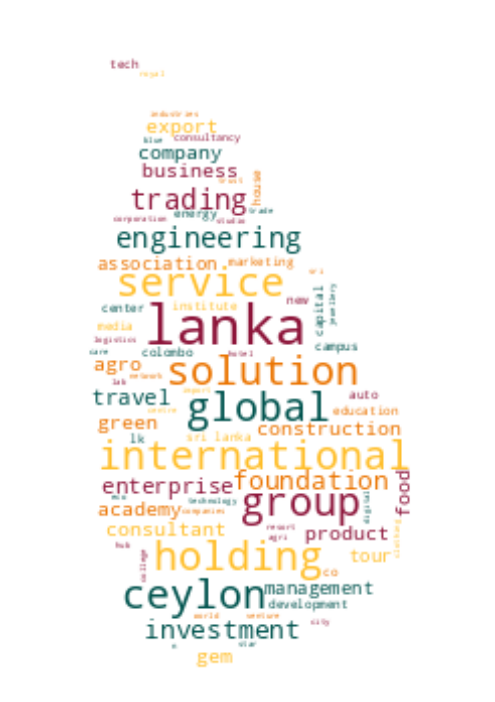 tech
royal
industries
export
blue consultancy
company
business
trust house
trading
energy trade
corporation studio
engineering
association marketing
service sri
center institute new capital jewellery
media
lanka
logistics
care colombo hotel campus
agro solution
lab network
travel import auto
global
centre education
green construction
lk sri lanka
international
foundation
enterprise food
eco technology group digital
academy companies
consultant resort product clothing
agri
hub holding tour
college co
ceylon management
development
world venture city
investment
star
gem